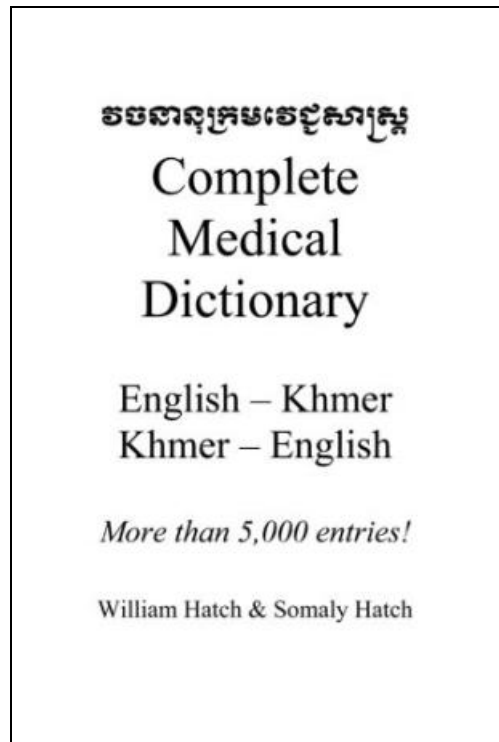 វចនានុក្រមវេជ្ជសាស្ត្រ
Complete
Medical
Dictionary
English – Khmer
Khmer – English
More than 5,000 entries!
William Hatch & Somaly Hatch